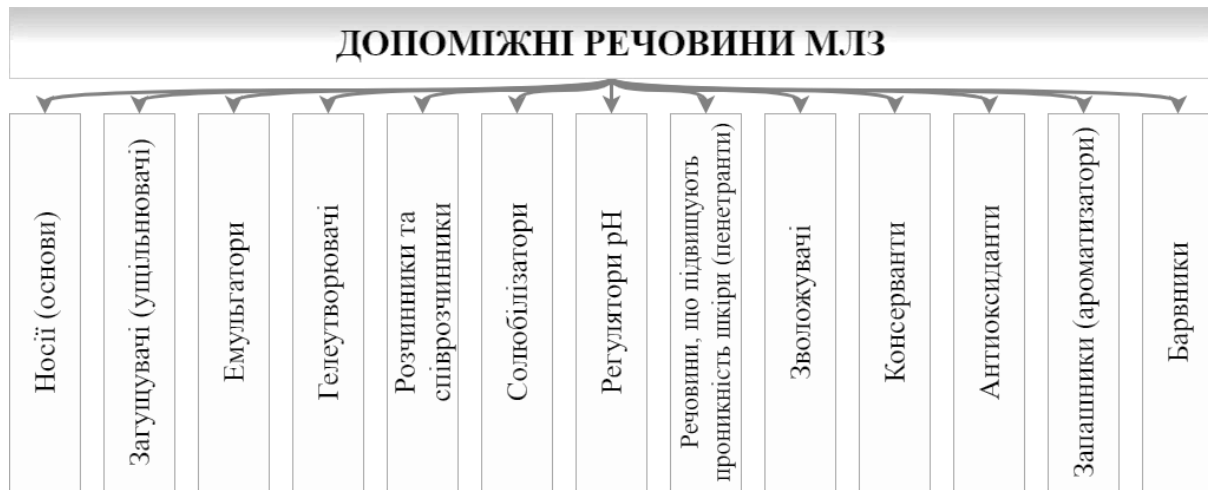 ДОПОМІЖНІ РЕЧОВИНИ МЛЗ
Носії (основи)
Загущувачі (ущільнювачі)
Емульгатори
Гелеутворювачі
Розчинники та
співрозчинники
Солюбілізатори
Регулятори pH
Речовини, що підвищують
проникність шкіри (пенетранти)
Зволожувачі
Консерванти
Антиоксиданти
Запашники (ароматизатори)
Барвники